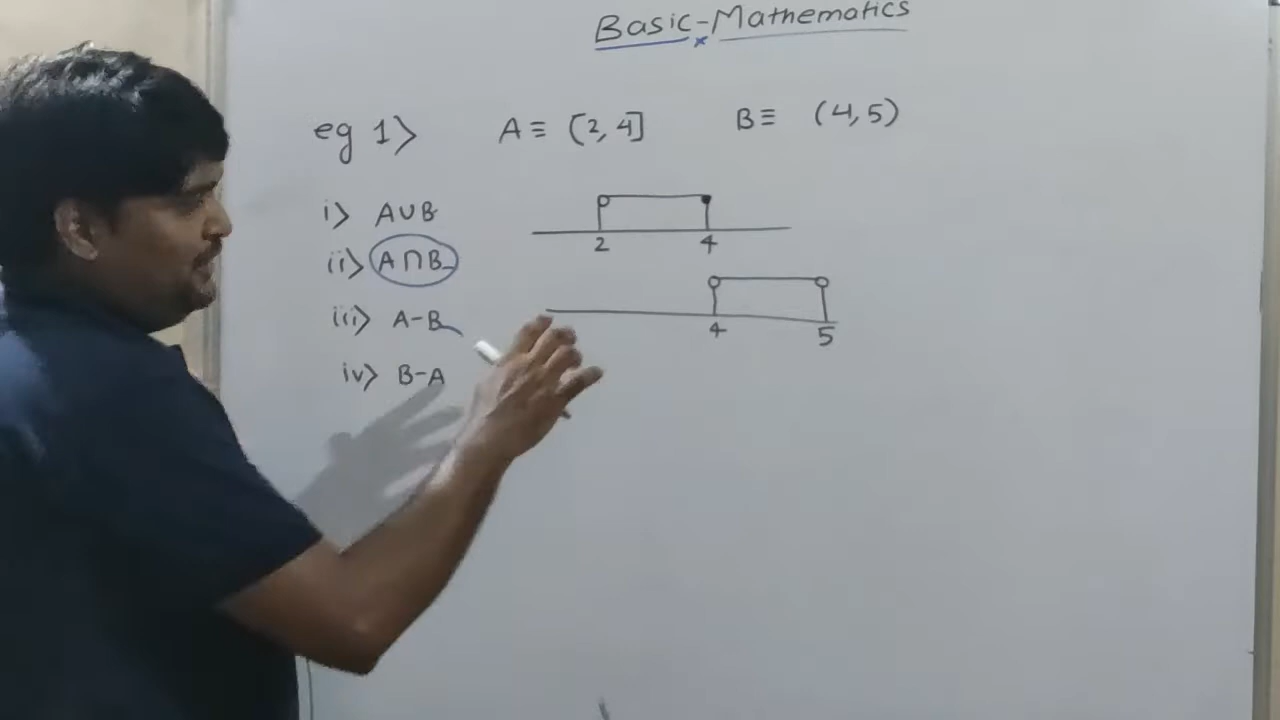 Basic-Mathematics
eg 1> A ≡ (2, 4] B ≡ (4, 5)
i> A∪B
ii> A∩B
iii> A-B
iv> B-A
2 4
4 5